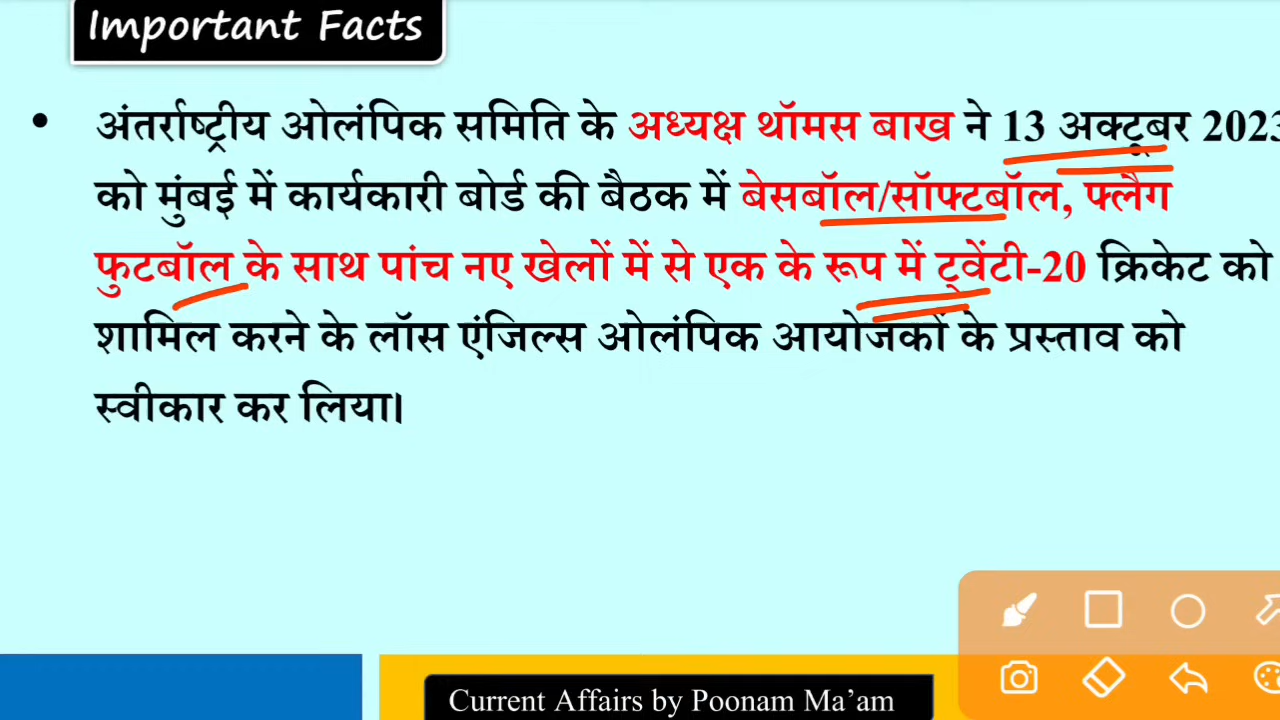 Important Facts
• अंतर्राष्ट्रीय ओलंपिक समिति के अध्यक्ष थॉमस बाख ने 13 अक्टूबर 2023
को मुंबई में कार्यकारी बोर्ड की बैठक में बेसबॉल/सॉफ्टबॉल, फ्लैग
फुटबॉल के साथ पांच नए खेलों में से एक के रूप में ट्वेंटी-20 क्रिकेट को
शामिल करने के लॉस एंजिल्स ओलंपिक आयोजकों के प्रस्ताव को
स्वीकार कर लिया।
Current Affairs by Poonam Ma’am